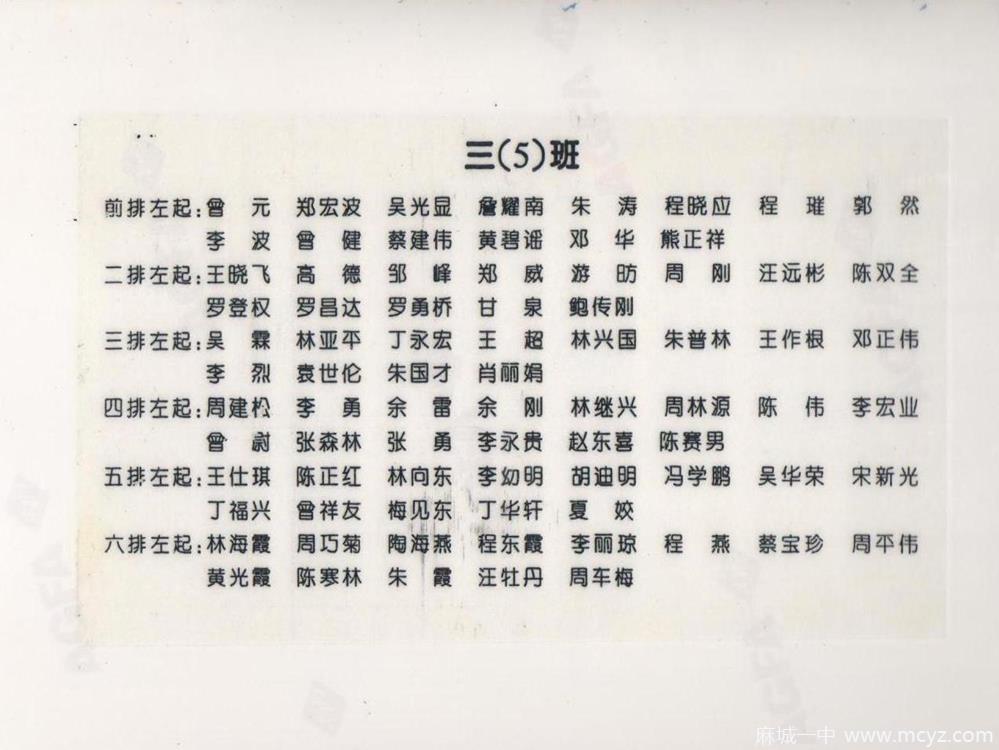 三(5)班
前排左起:曾 元 郑宏波 吴光显 詹耀南 朱 涛 程晓应 程 璀 郭 然
李 波 曾 健 蔡建伟 黄碧谣 邓 华 熊正祥
二排左起:王晓飞 高 德 邹 峰 郑 威 游 昉 周 刚 汪远彬 陈双全
罗登权 罗昌达 罗勇桥 甘 泉 鲍传刚
三排左起:吴 霖 林亚平 丁永宏 王 超 林兴国 朱普林 王作根 邓正伟
李 烈 袁世伦 朱国才 肖丽娟
四排左起:周建松 李 勇 余 雷 余 刚 林继兴 周林源 陈 伟 李宏业
曾 尉 张森林 张 勇 李永贵 赵东喜 陈赛男
五排左起:王仕琪 陈正红 林向东 李幼明 胡迪明 冯学鹏 吴华荣 宋新光
丁福兴 曾祥友 梅见东 丁华轩 夏 姣
六排左起:林海霞 周巧菊 陶海燕 程东霞 李丽琼 程 燕 蔡宝珍 周平伟
黄光霞 陈寒林 朱 霞 汪牡丹 周车梅
麻城一中 www.mcyz.com